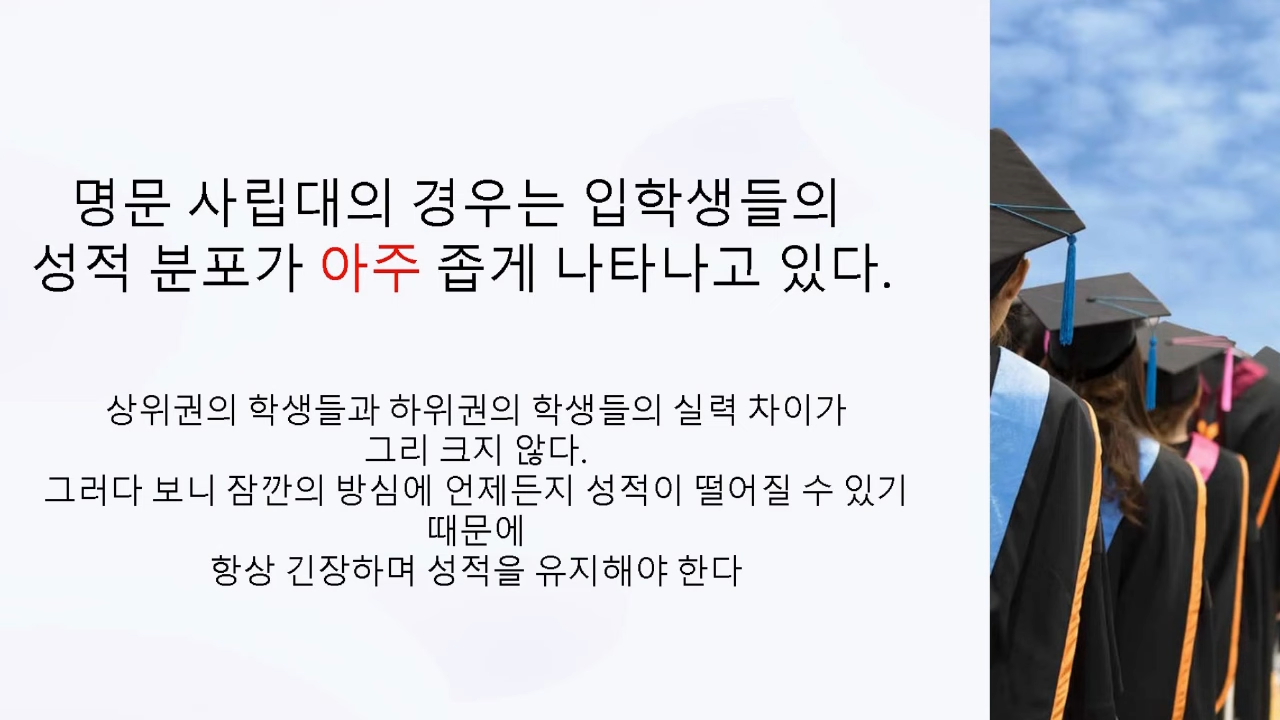 명문 사립대의 경우는 입학생들의
성적 분포가 아주 좁게 나타나고 있다.
상위권의 학생들과 하위권의 학생들의 실력 차이가
그리 크지 않다.
그러다 보니 잠깐의 방심에 언제든지 성적이 떨어질 수 있기
때문에
항상 긴장하며 성적을 유지해야 한다